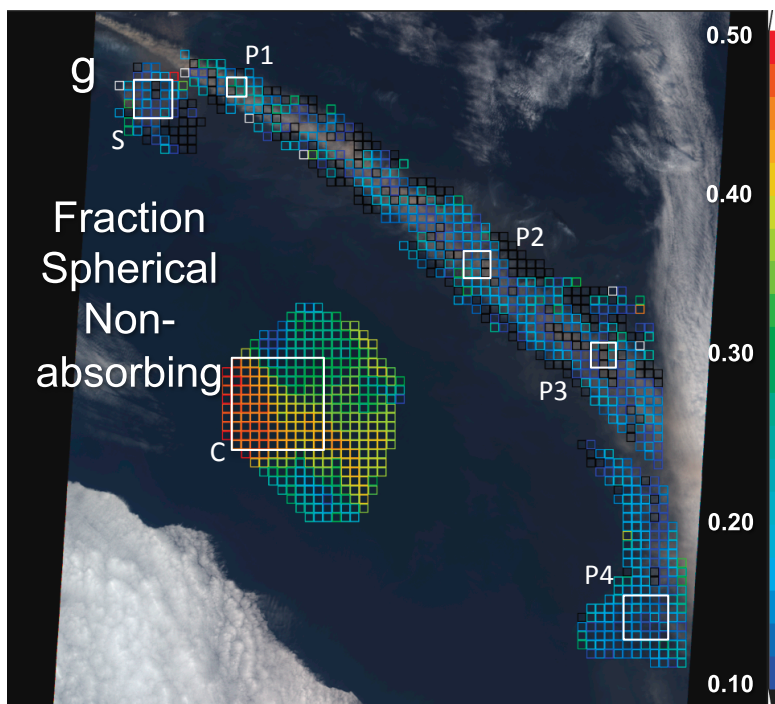 0.50
g
P1
S
0.40
Fraction
Spherical
Non-
absorbing
P2
0.30
P3
C
0.20
P4
0.10